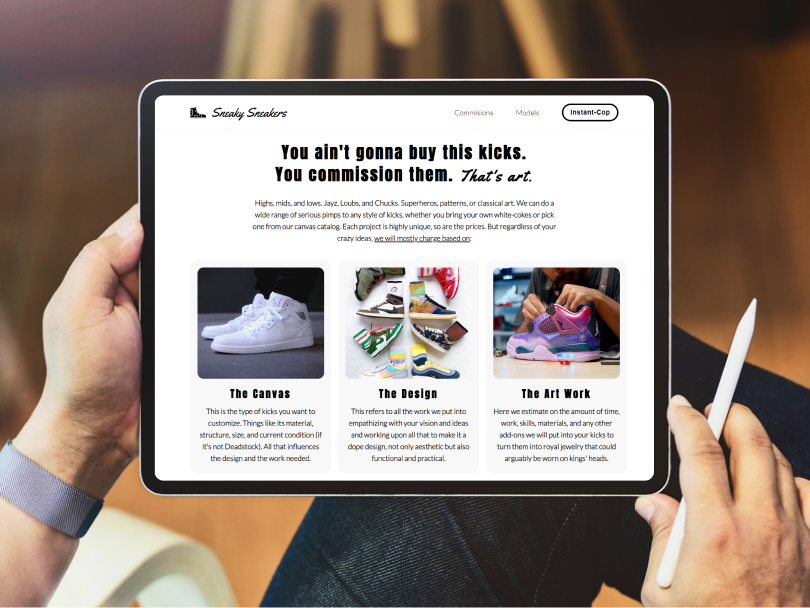 Sneaky Sneakers
Commisions
Models
Instant-Cop
You ain't gonna buy this kicks.
You commission them. That's art.
Highs, mids, and lows. Jayz, Loubs, and Chucks. Superheros, patterns, or classical art. We can do a
wide range of serious pimps to any style of kicks, whether you bring your own white-cokes or pick
one from our canvas catalog. Each project is highly unique, so are the prices. But regardless of your
crazy ideas, we will mostly charge based on:
The Canvas
This is the type of kicks you want to
customize. Things like its material,
structure, size, and current condition (if
it's not Deadstock). All that influences
the design and the work needed.
The Design
This refers to all the work we put into
empathizing with your vision and ideas
and working upon all that to make it a
dope design, not only aesthetic but also
functional and practical.
The Art Work
Here we estimate on the amount of time,
work, skills, materials, and any other
add-ons we will put into your kicks to
turn them into royal jewelry that could
arguably be worn on kings' heads.